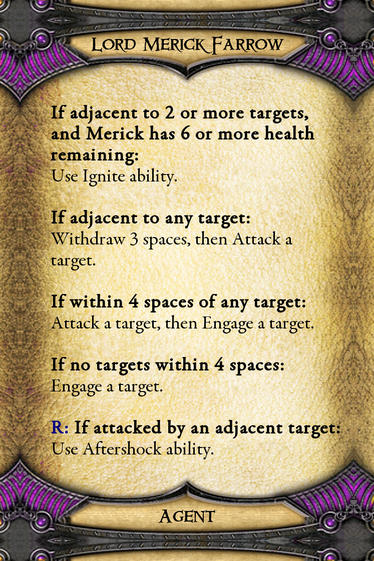 Lord Merick Farrow
If adjacent to 2 or more targets,
and Merick has 6 or more health
remaining:
Use Ignite ability.
If adjacent to any target:
Withdraw 3 spaces, then Attack a
target.
If within 4 spaces of any target:
Attack a target, then Engage a target.
If no targets within 4 spaces:
Engage a target.
R: If attacked by an adjacent target:
Use Aftershock ability.
Agent